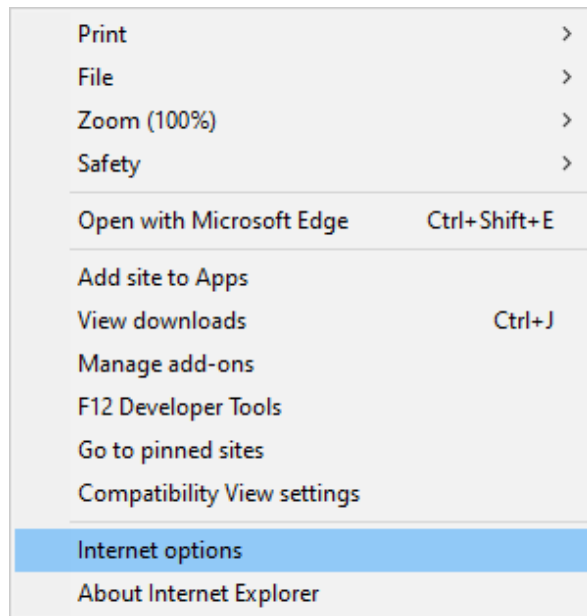 Print
File
Zoom (100%)
Safety
Open with Microsoft Edge Ctrl+Shift+E
Add site to Apps
View downloads Ctrl+J
Manage add-ons
F12 Developer Tools
Go to pinned sites
Compatibility View settings
Internet options
About Internet Explorer